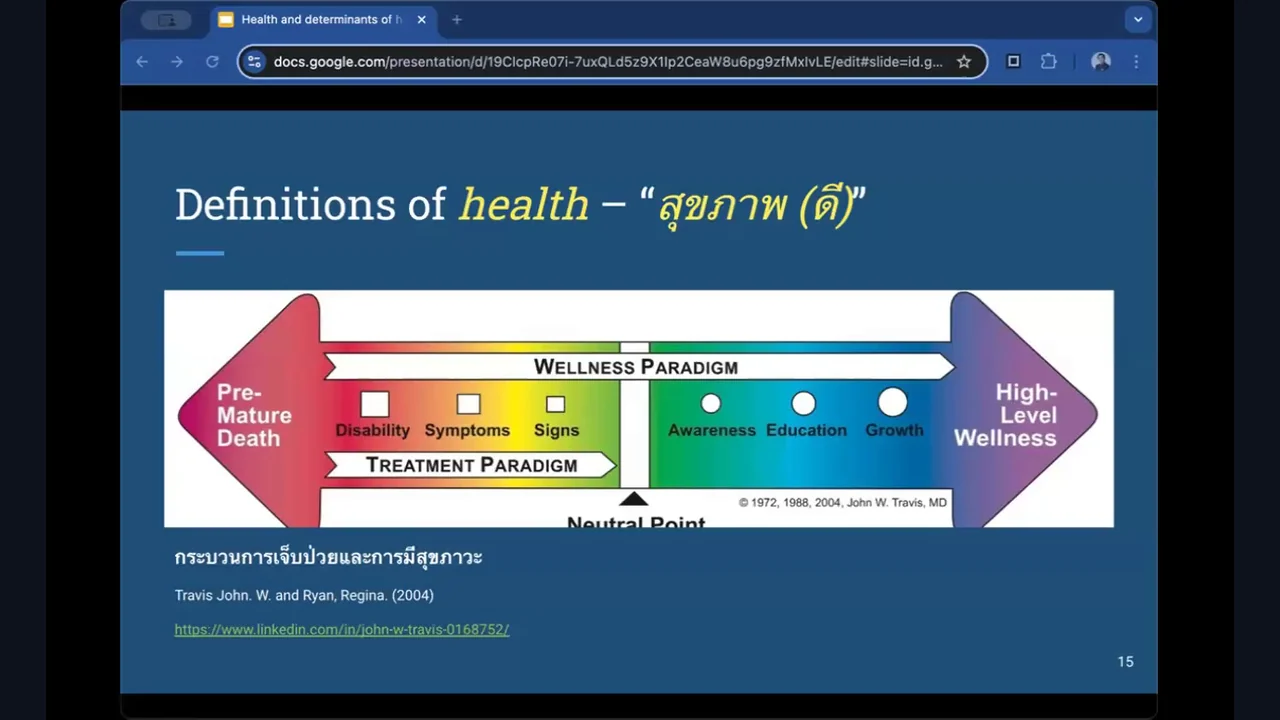 Health and determinants of h
docs.google.com/presentation/d/19ClcpRe07i-7uxQLd5z9X1lp2CeaW8u6pg9zfMxlvLE/edit#slide=id.g...
Definitions of health – “สุขภาพ (ดี)”
WELLNESS PARADIGM
Pre-
Mature
Death
Disability Symptoms Signs
Awareness Education Growth
High-
Level
Wellness
TREATMENT PARADIGM
© 1972, 1988, 2004, John W. Travis, MD
Neutral Point
กระบวนการเจ็บป่วยและการมีสุขภาวะ
Travis John. W. and Ryan, Regina. (2004)
https://www.linkedin.com/in/john-w-travis-0168752/
15